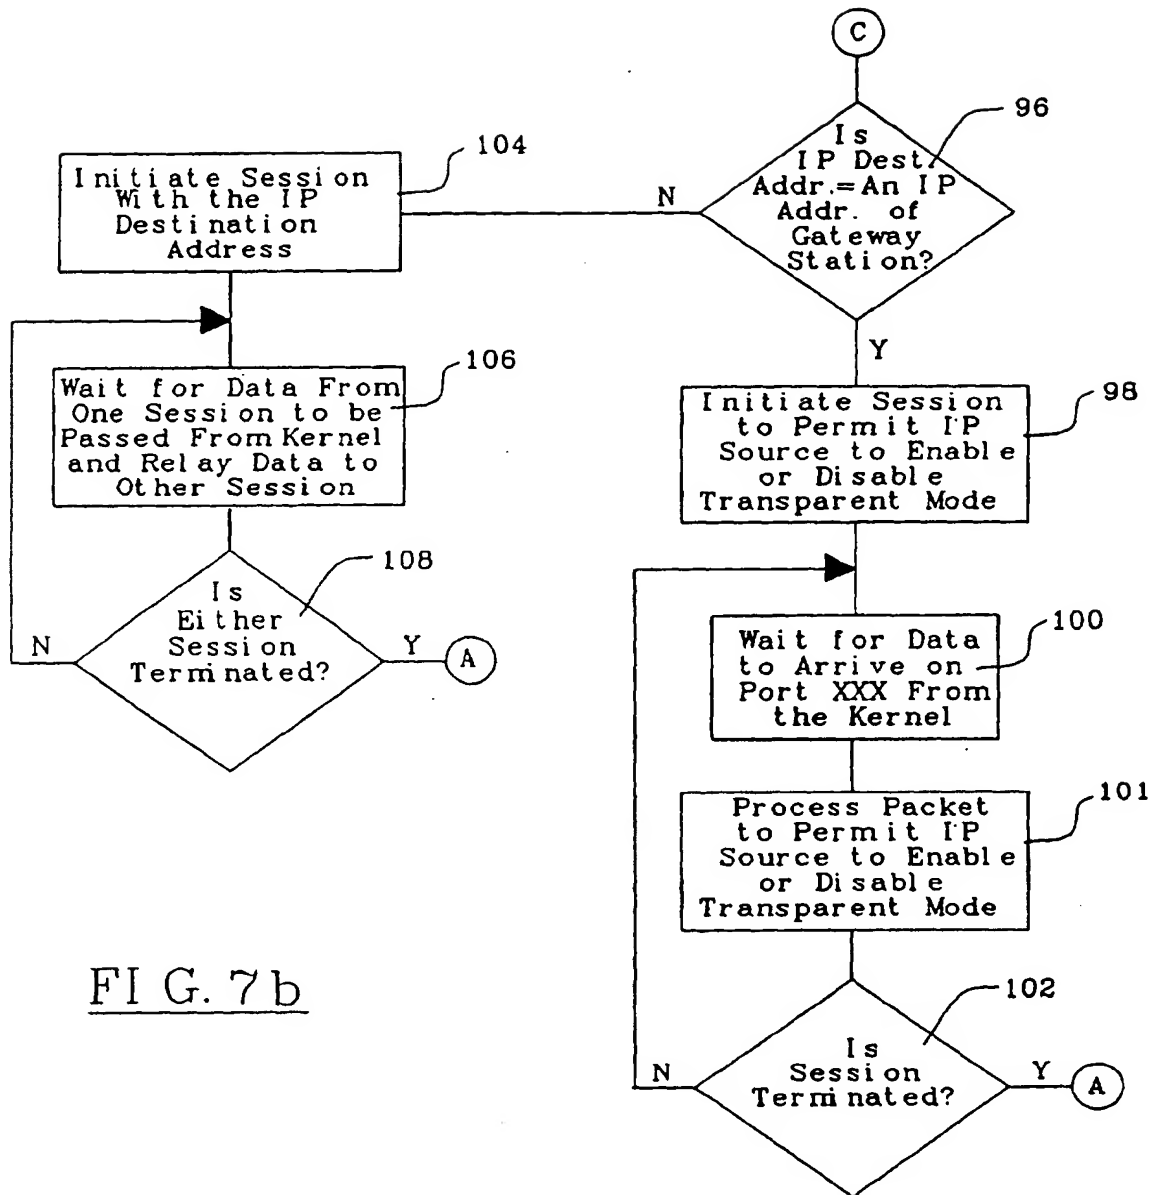 C
96
Is
IP Dest.
Addr.=An IP
Addr. of
Gateway
Station?
N
Y
104
Initiate Session
With the IP
Destination
Address
106
Wait for Data From
One Session to be
Passed From Kernel
and Relay Data to
Other Session
108
Is
Either
Session
Terminated?
N
Y
A
98
Initiate Session
to Permit IP
Source to Enable
or Disable
Transparent Mode
100
Wait for Data
to Arrive on
Port XXX From
the Kernel
101
Process Packet
to Permit IP
Source to Enable
or Disable
Transparent Mode
102
Is
Session
Terminated?
N
Y
A
FIG. 7b